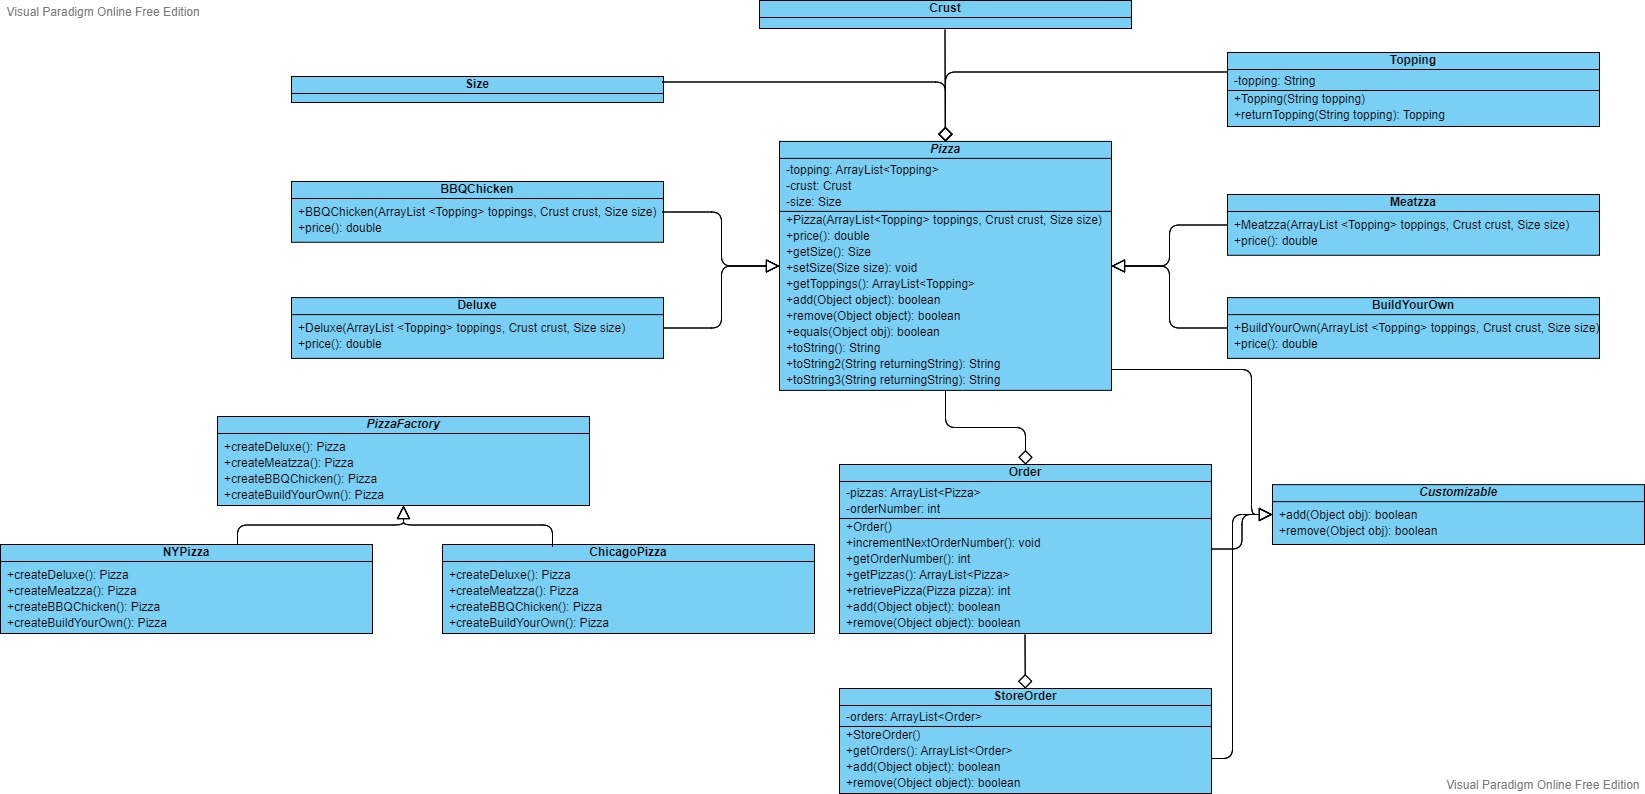 Visual Paradigm Online Free Edition
Crust
Size
Topping
-topping: String
+Topping(String topping)
+returnTopping(String topping): Topping
Pizza
-topping: ArrayList<Topping>
-crust: Crust
-size: Size
+Pizza(ArrayList<Topping> toppings, Crust crust, Size size)
+price(): double
+getSize(): Size
+setSize(Size size): void
+getToppings(): ArrayList<Topping>
+add(Object object): boolean
+remove(Object object): boolean
+equals(Object obj): boolean
+toString(): String
+toString2(String returningString): String
+toString3(String returningString): String
BBQChicken
+BBQChicken(ArrayList <Topping> toppings, Crust crust, Size size)
+price(): double
Deluxe
+Deluxe(ArrayList <Topping> toppings, Crust crust, Size size)
+price(): double
Meatzza
+Meatzza(ArrayList <Topping> toppings, Crust crust, Size size)
+price(): double
BuildYourOwn
+BuildYourOwn(ArrayList <Topping> toppings, Crust crust, Size size)
+price(): double
PizzaFactory
+createDeluxe(): Pizza
+createMeatzza(): Pizza
+createBBQChicken(): Pizza
+createBuildYourOwn(): Pizza
NYPizza
+createDeluxe(): Pizza
+createMeatzza(): Pizza
+createBBQChicken(): Pizza
+createBuildYourOwn(): Pizza
ChicagoPizza
+createDeluxe(): Pizza
+createMeatzza(): Pizza
+createBBQChicken(): Pizza
+createBuildYourOwn(): Pizza
Order
-pizzas: ArrayList<Pizza>
-orderNumber: int
+Order()
+incrementNextOrderNumber(): void
+getOrderNumber(): int
+getPizzas(): ArrayList<Pizza>
+retrievePizza(Pizza pizza): int
+add(Object object): boolean
+remove(Object object): boolean
Customizable
+add(Object obj): boolean
+remove(Object obj): boolean
StoreOrder
-orders: ArrayList<Order>
+StoreOrder()
+getOrders(): ArrayList<Order>
+add(Object object): boolean
+remove(Object object): boolean
Visual Paradigm Online Free Edition